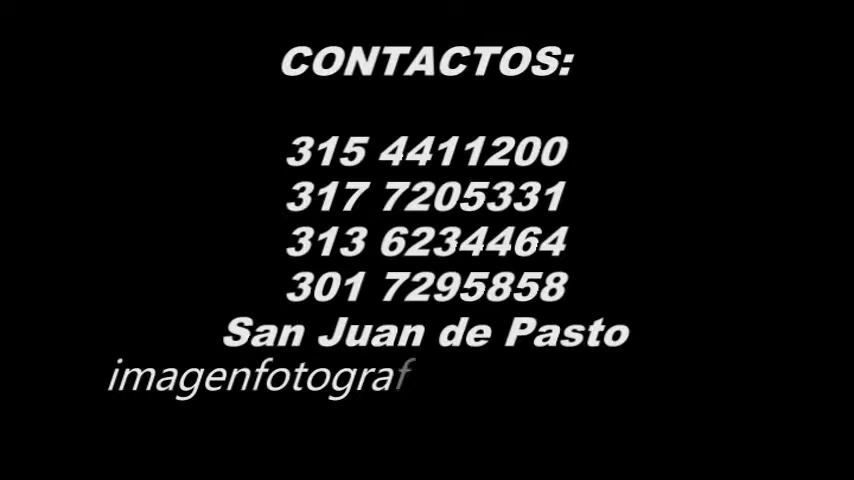 CONTACTOS:
315 4411200
317 7205331
313 6234464
301 7295858
San Juan de Pasto
imagenfotograf